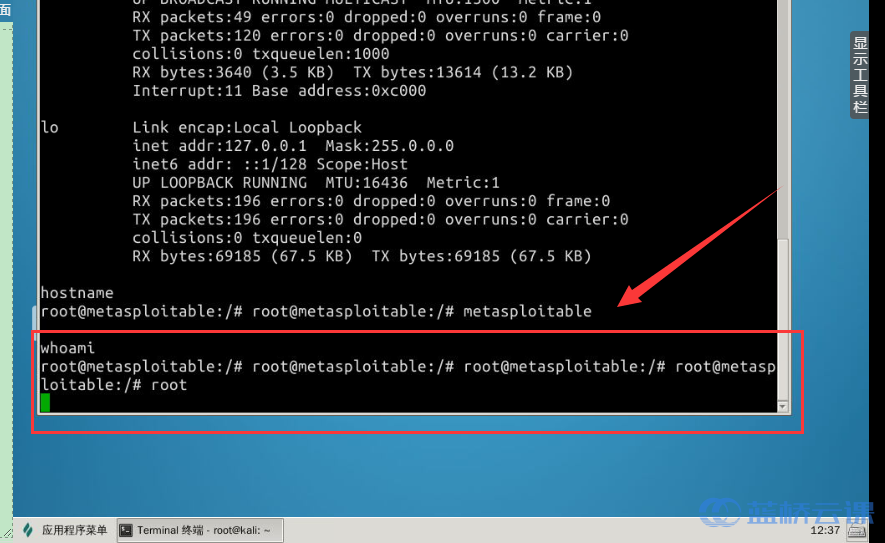 面
UP BROADCAST RUNNING MULTICAST  MTU:1500  Metric:1
RX packets:49 errors:0 dropped:0 overruns:0 frame:0
TX packets:120 errors:0 dropped:0 overruns:0 carrier:0
collisions:0 txqueuelen:1000
RX bytes:3640 (3.5 KB)  TX bytes:13614 (13.2 KB)
Interrupt:11 Base address:0xc000
lo        Link encap:Local Loopback
inet addr:127.0.0.1  Mask:255.0.0.0
inet6 addr: ::1/128 Scope:Host
UP LOOPBACK RUNNING  MTU:16436  Metric:1
RX packets:196 errors:0 dropped:0 overruns:0 frame:0
TX packets:196 errors:0 dropped:0 overruns:0 carrier:0
collisions:0 txqueuelen:0
RX bytes:69185 (67.5 KB)  TX bytes:69185 (67.5 KB)
hostname
root@metasploitable:/# root@metasploitable:/# metasploitable
whoami
root@metasploitable:/# root@metasploitable:/# root@metasploitable:/# root@metasp
loitable:/# root
显示工具栏
蓝桥云课
应用程序菜单
Terminal 终端 - root@kali: ~
12:37